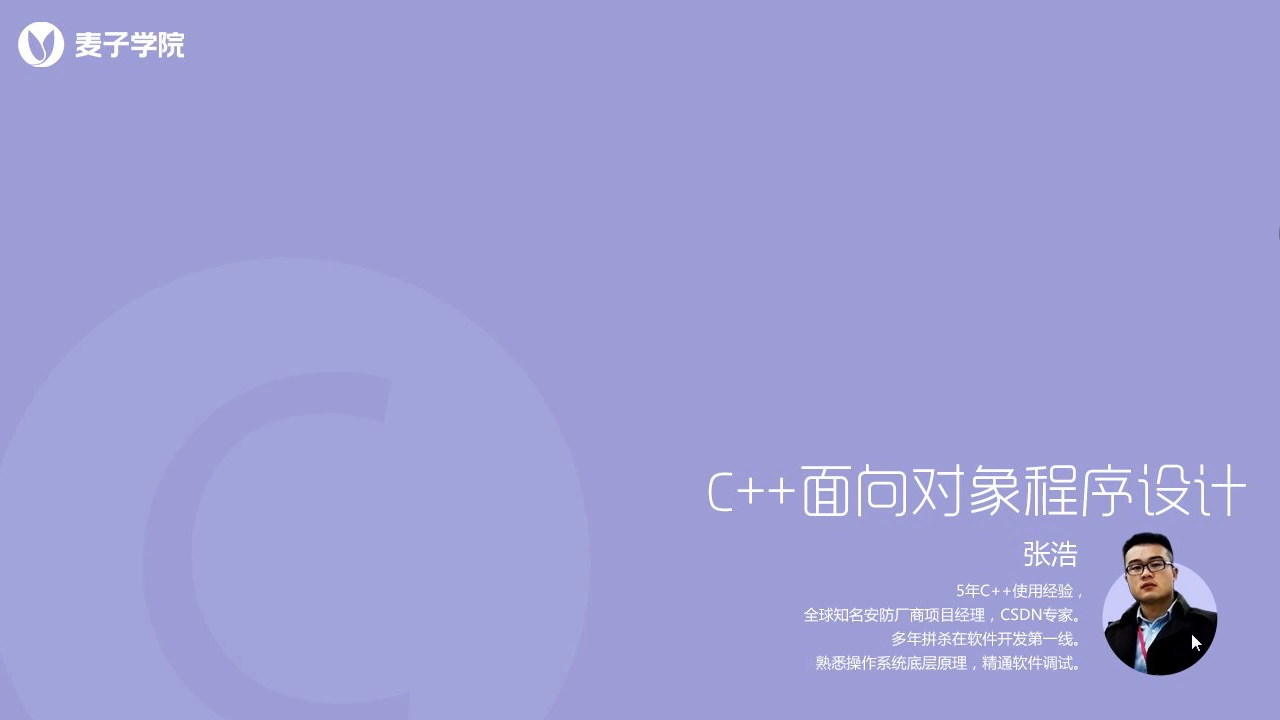 麦子学院
C++面向对象程序设计
张浩
5年C++使用经验，
全球知名安防厂商项目经理，CSDN专家。
多年拼杀在软件开发第一线。
熟悉操作系统底层原理，精通软件调试。